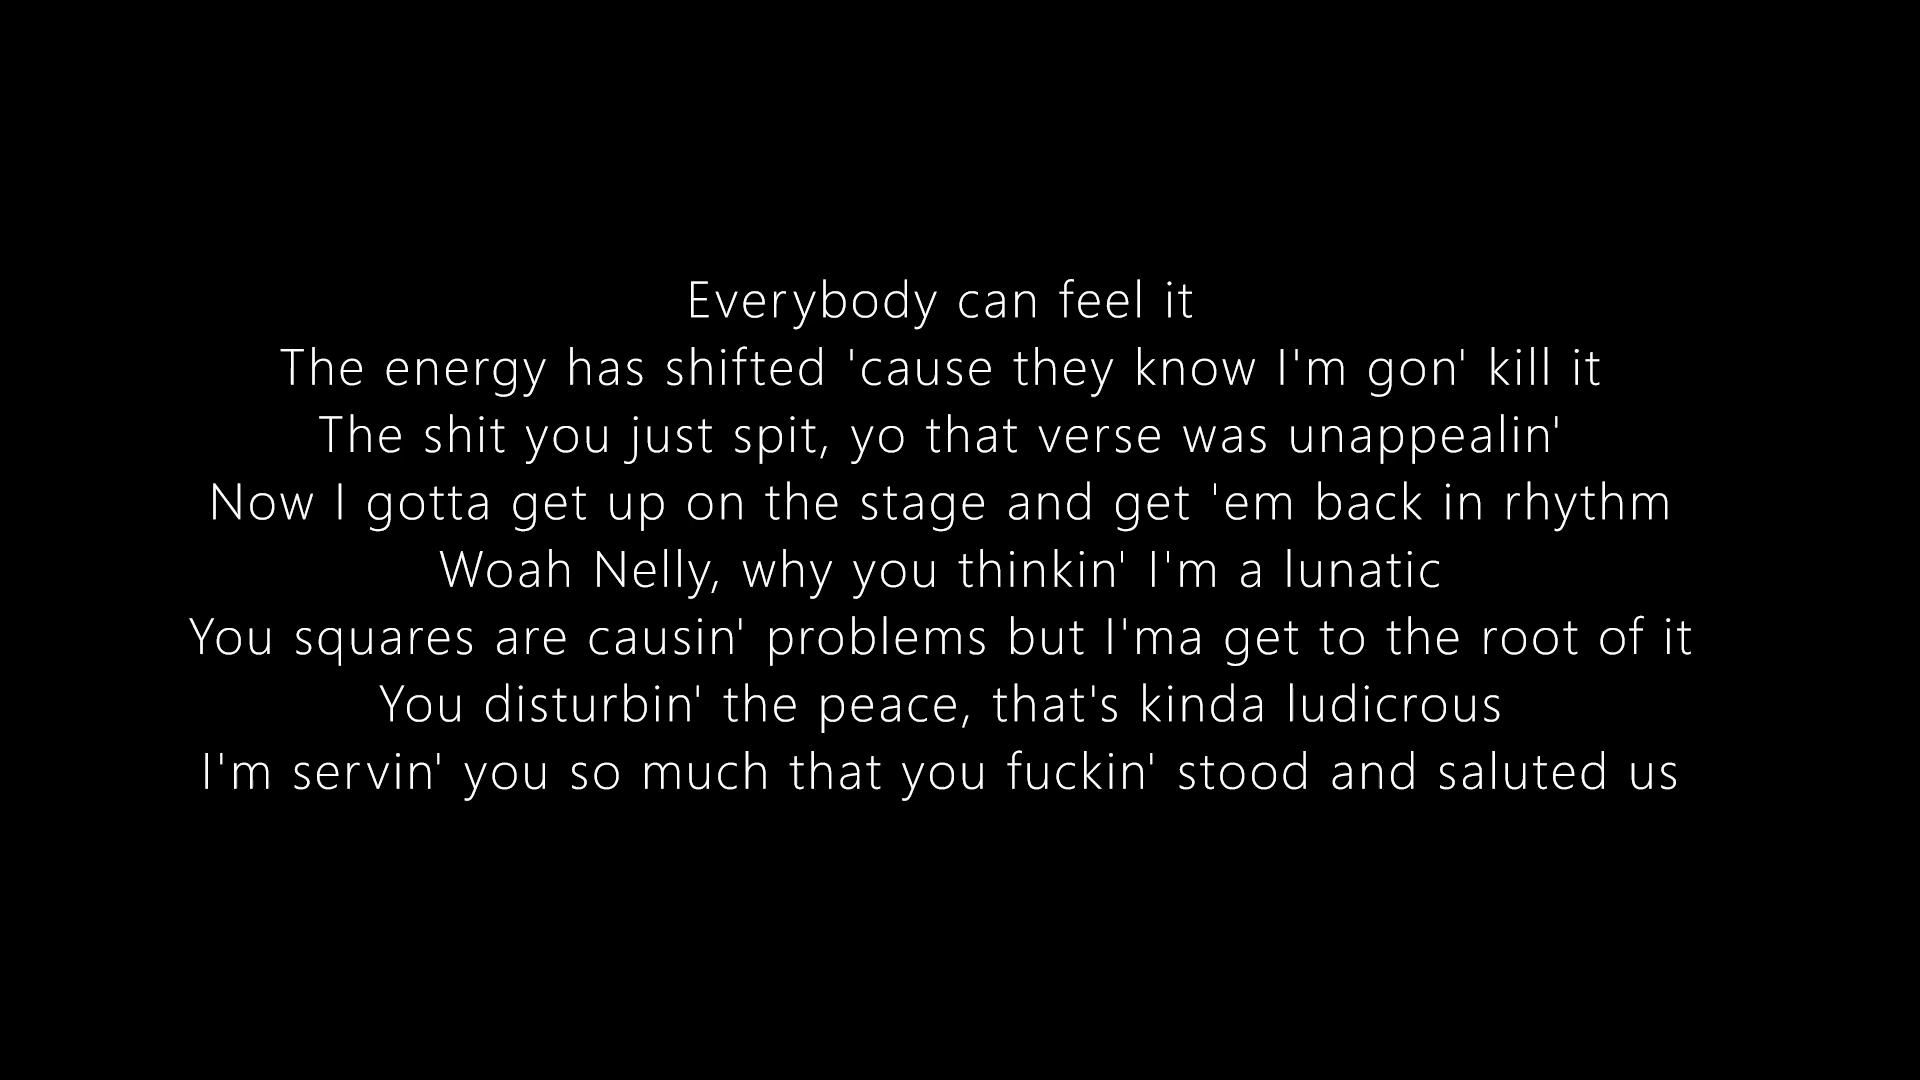 Everybody can feel it
The energy has shifted 'cause they know I'm gon' kill it
The shit you just spit, yo that verse was unappealin'
Now I gotta get up on the stage and get 'em back in rhythm
Woah Nelly, why you thinkin' I'm a lunatic
You squares are causin' problems but I'ma get to the root of it
You disturbin' the peace, that's kinda ludicrous
I'm servin' you so much that you fuckin' stood and saluted us